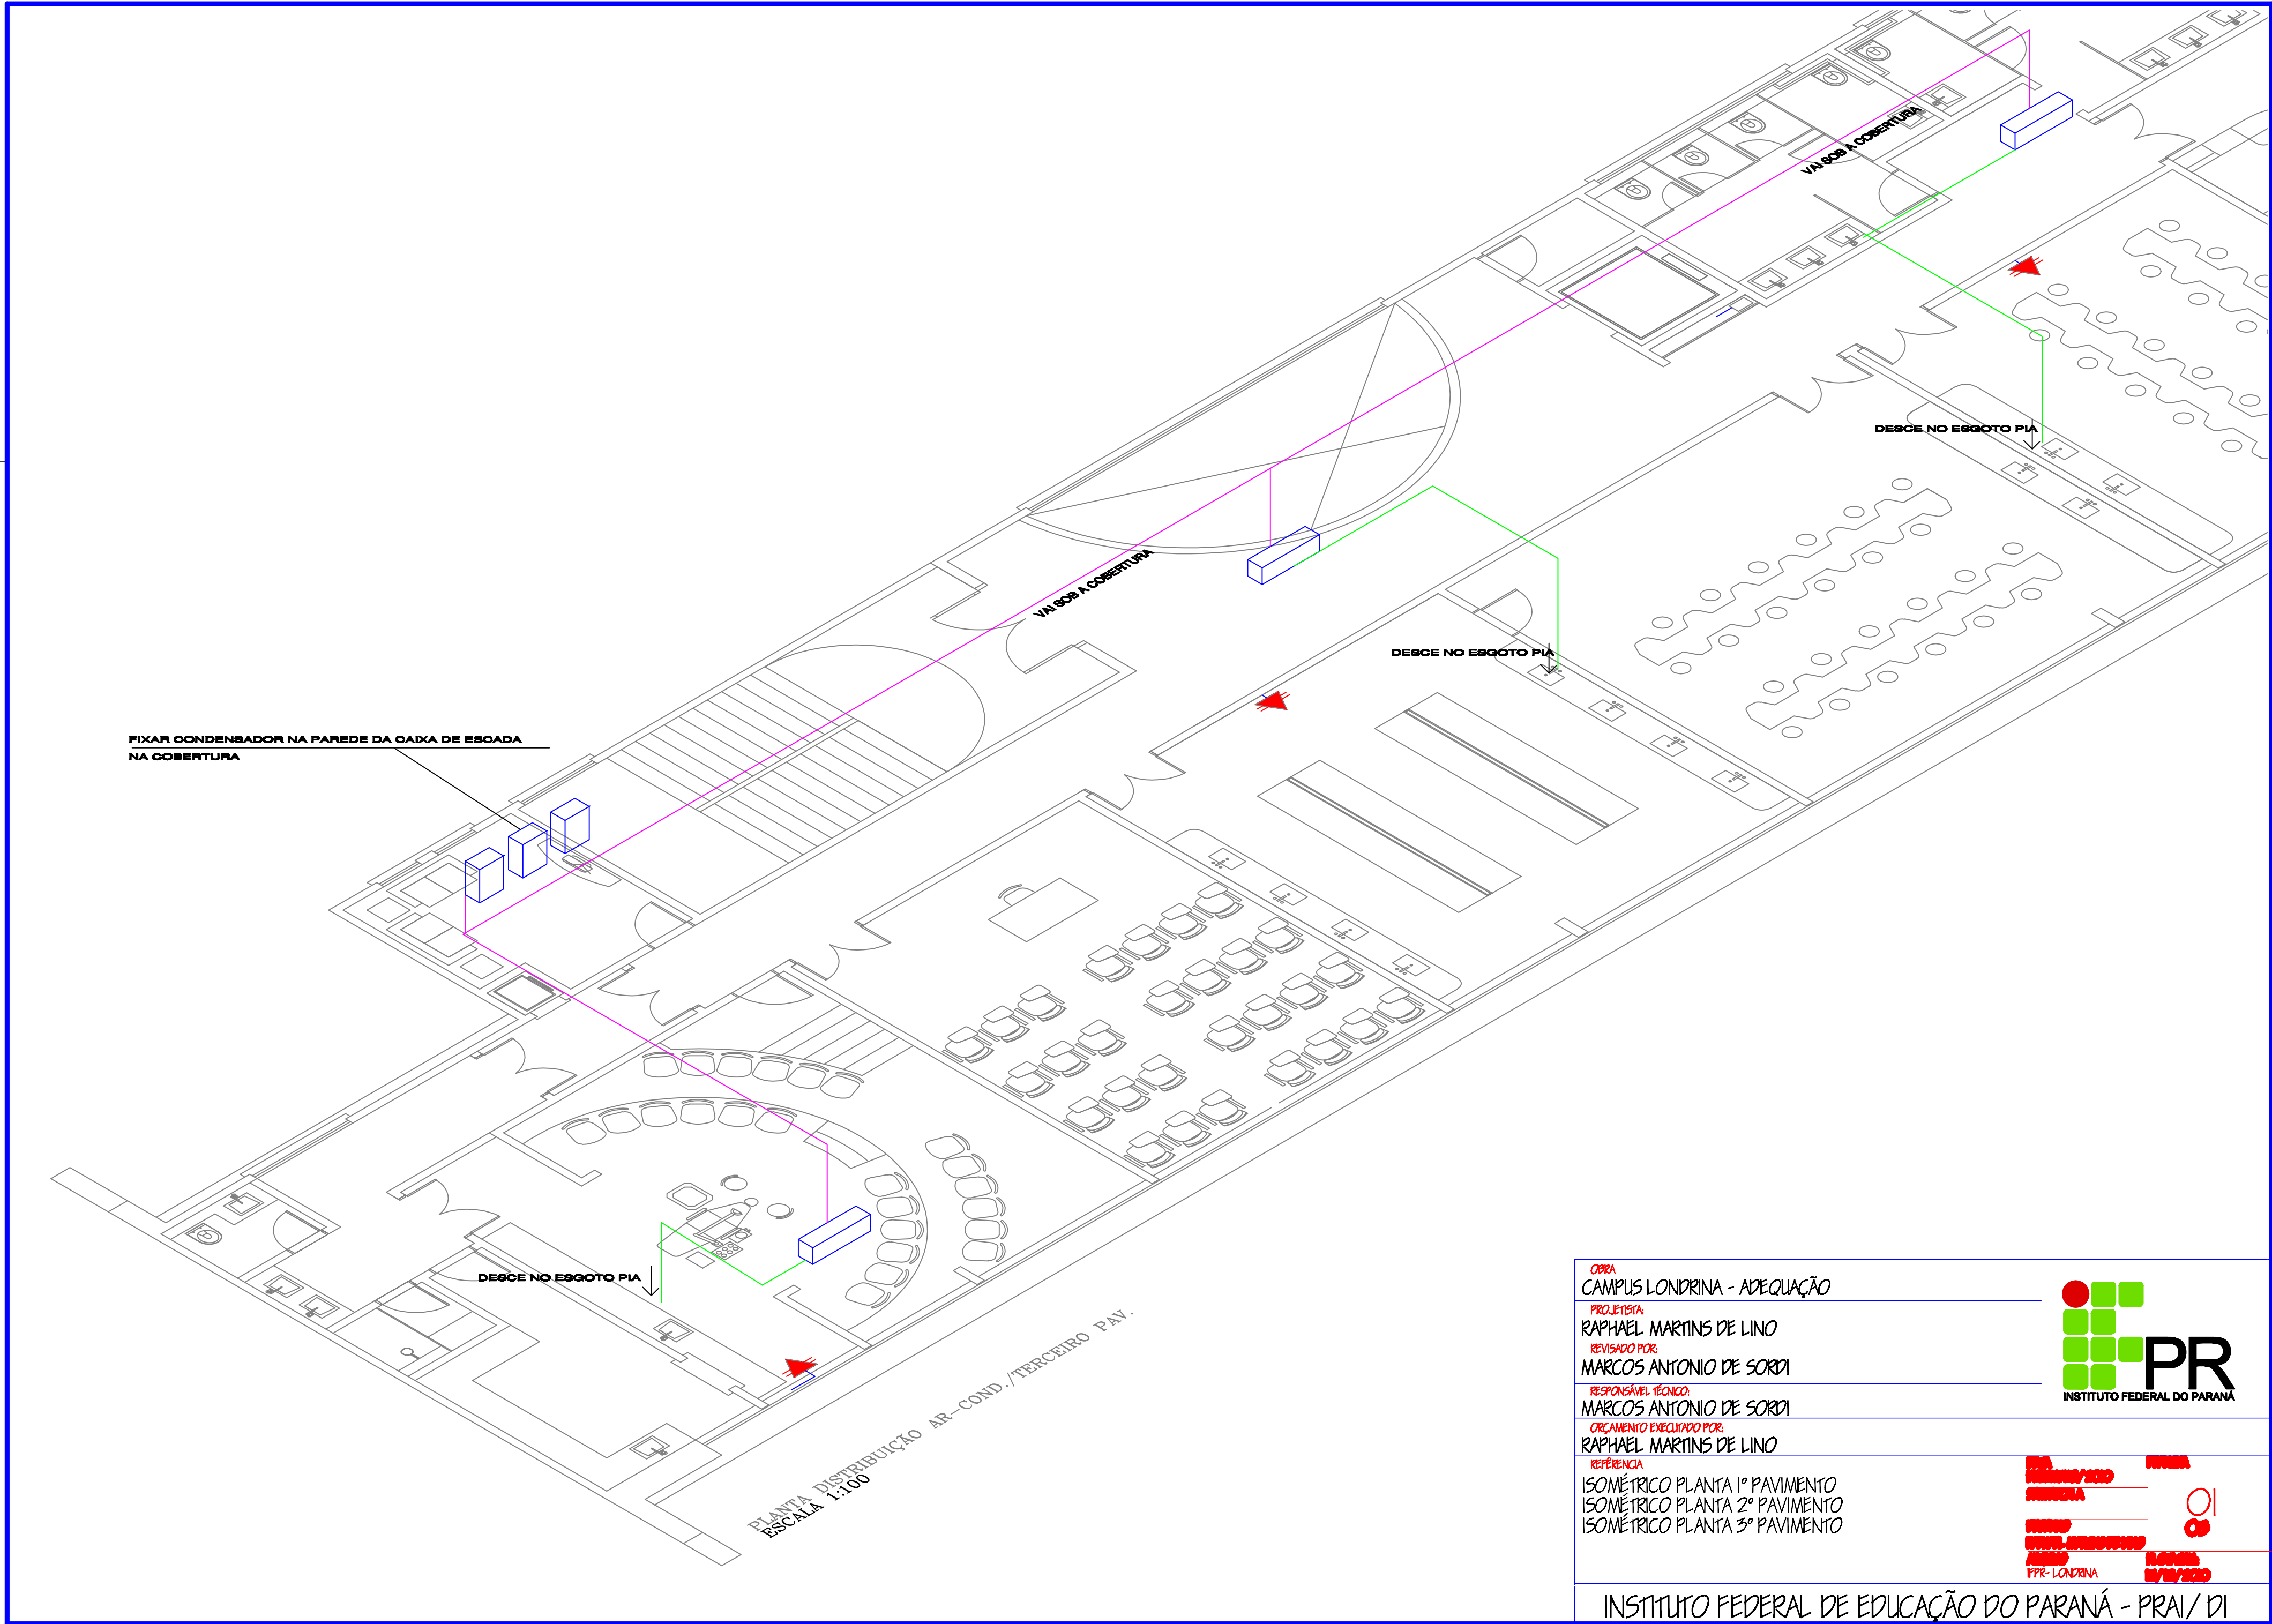 VAI SOB A COBERTURA
DESCE NO ESGOTO PIA
VAI SOB A COBERTURA
DESCE NO ESGOTO PIA
FIXAR CONDENSADOR NA PAREDE DA CAIXA DE ESCADA
NA COBERTURA
DESCE NO ESGOTO PIA
PLANTA DISTRIBUIÇÃO AR-COND./TERCEIRO PAV.
ESCALA 1:100
OBRA
CAMPUS LONDRINA - ADEQUAÇÃO
PROJETISTA:
RAPHAEL MARTINS DE LINO
REVISADO POR:
MARCOS ANTONIO DE SORDI
RESPONSÁVEL TÉCNICO:
MARCOS ANTONIO DE SORDI
ORÇAMENTO EXECUTADO POR:
RAPHAEL MARTINS DE LINO
PR
INSTITUTO FEDERAL DO PARANÁ
REFÊRENCIA
ISOMÉTRICO PLANTA 1º PAVIMENTO
ISOMÉTRICO PLANTA 2º PAVIMENTO
ISOMÉTRICO PLANTA 3º PAVIMENTO
01
IFPR- LONDRINA
INSTITUTO FEDERAL DE EDUCAÇÃO DO PARANÁ - PRAI/ DI